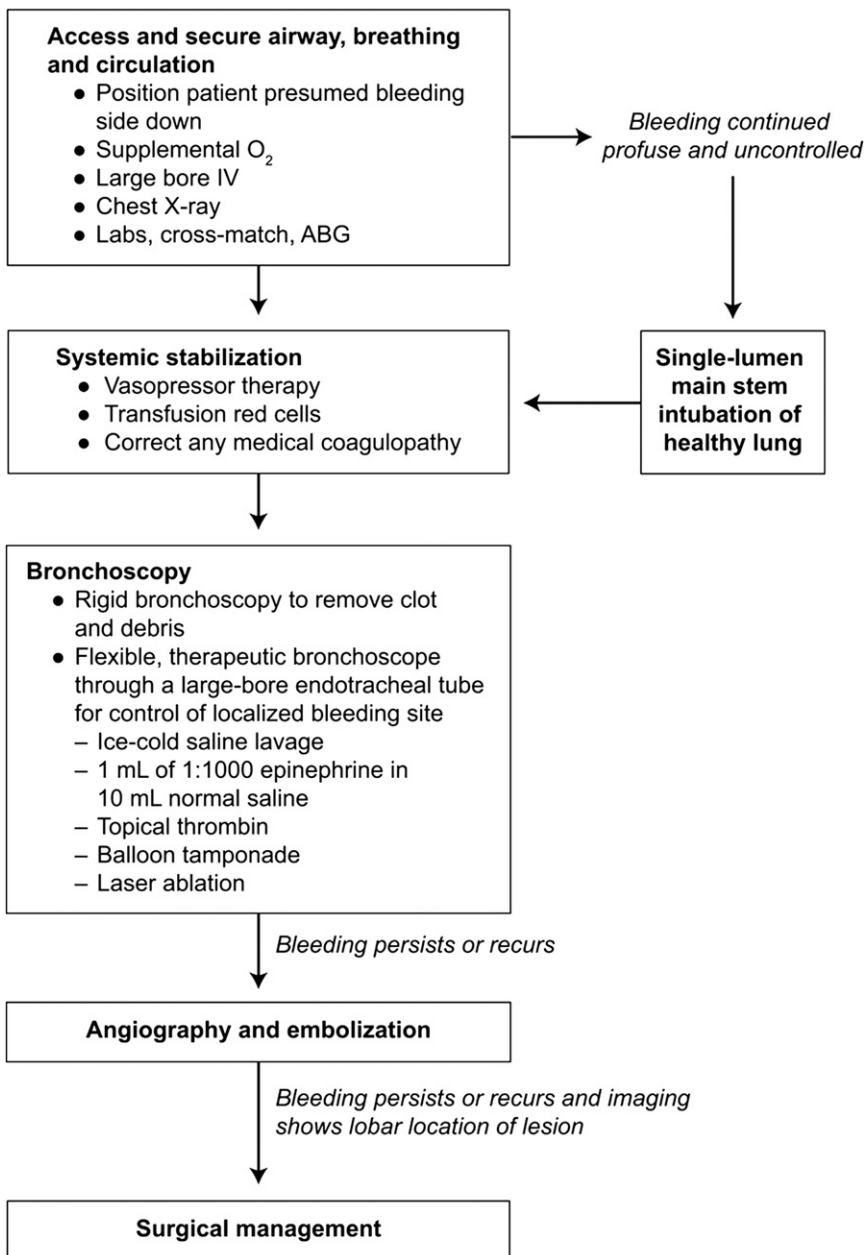 Access and secure airway, breathing
and circulation
● Position patient presumed bleeding
side down
● Supplemental O₂
● Large bore IV
● Chest X-ray
● Labs, cross-match, ABG
Bleeding continued
profuse and uncontrolled
Single-lumen
main stem
intubation of
healthy lung
Systemic stabilization
● Vasopressor therapy
● Transfusion red cells
● Correct any medical coagulopathy
Bronchoscopy
● Rigid bronchoscopy to remove clot
and debris
● Flexible, therapeutic bronchoscope
through a large-bore endotracheal tube
for control of localized bleeding site
– Ice-cold saline lavage
– 1 mL of 1:1000 epinephrine in
10 mL normal saline
– Topical thrombin
– Balloon tamponade
– Laser ablation
Bleeding persists or recurs
Angiography and embolization
Bleeding persists or recurs and imaging
shows lobar location of lesion
Surgical management